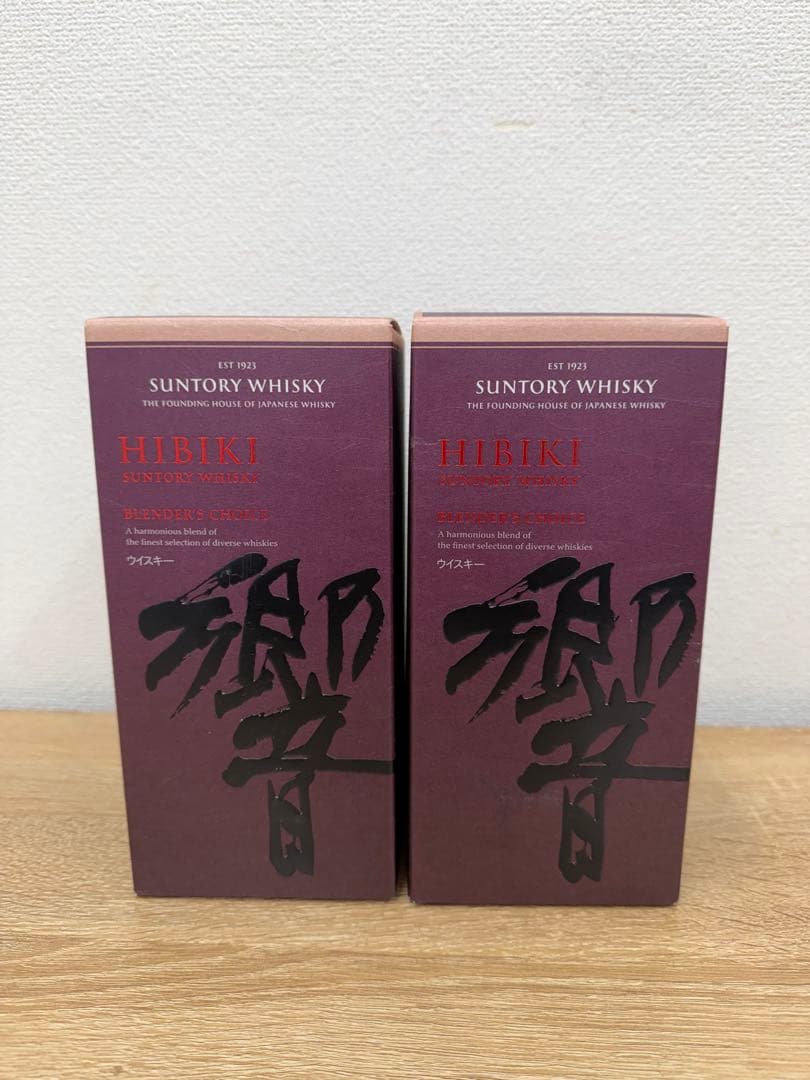 EST 1923
SUNTORY WHISKY
THE FOUNDING HOUSE OF JAPANESE WHISKY
HIBIKI
SUNTORY WHISKY
BLENDER'S CHOICE
A harmonious blend of
the finest selection of diverse whiskies
ウイスキー
響
EST 1923
SUNTORY WHISKY
THE FOUNDING HOUSE OF JAPANESE WHISKY
HIBIKI
SUNTORY WHISKY
BLENDER'S CHOICE
A harmonious blend of
the finest selection of diverse whiskies
ウイスキー
響